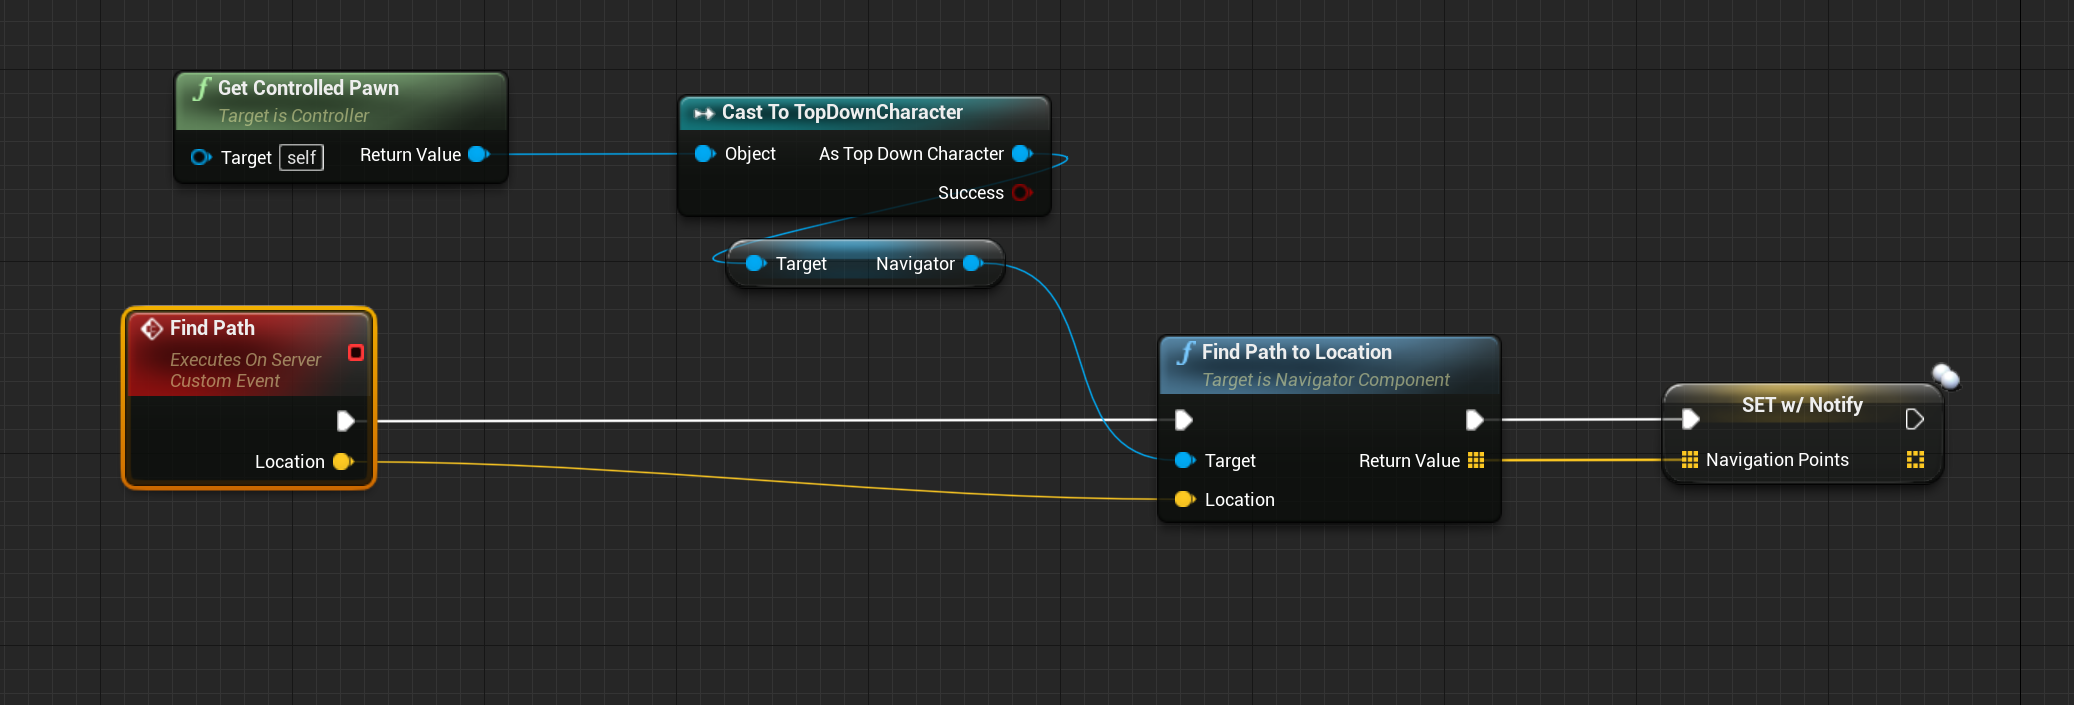 Get Controlled Pawn
Target is Controller
Target self Return Value
Cast To TopDownCharacter
Object As Top Down Character
Success
Target Navigator
Find Path
Executes On Server
Custom Event
Location
Find Path to Location
Target is Navigator Component
Target Return Value
Location
SET w/ Notify
Navigation Points